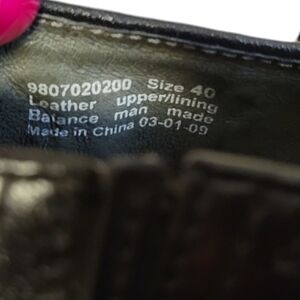 9807020200 Size 40
Leather upper/lining
Balance man made
Made in China 03-01-09